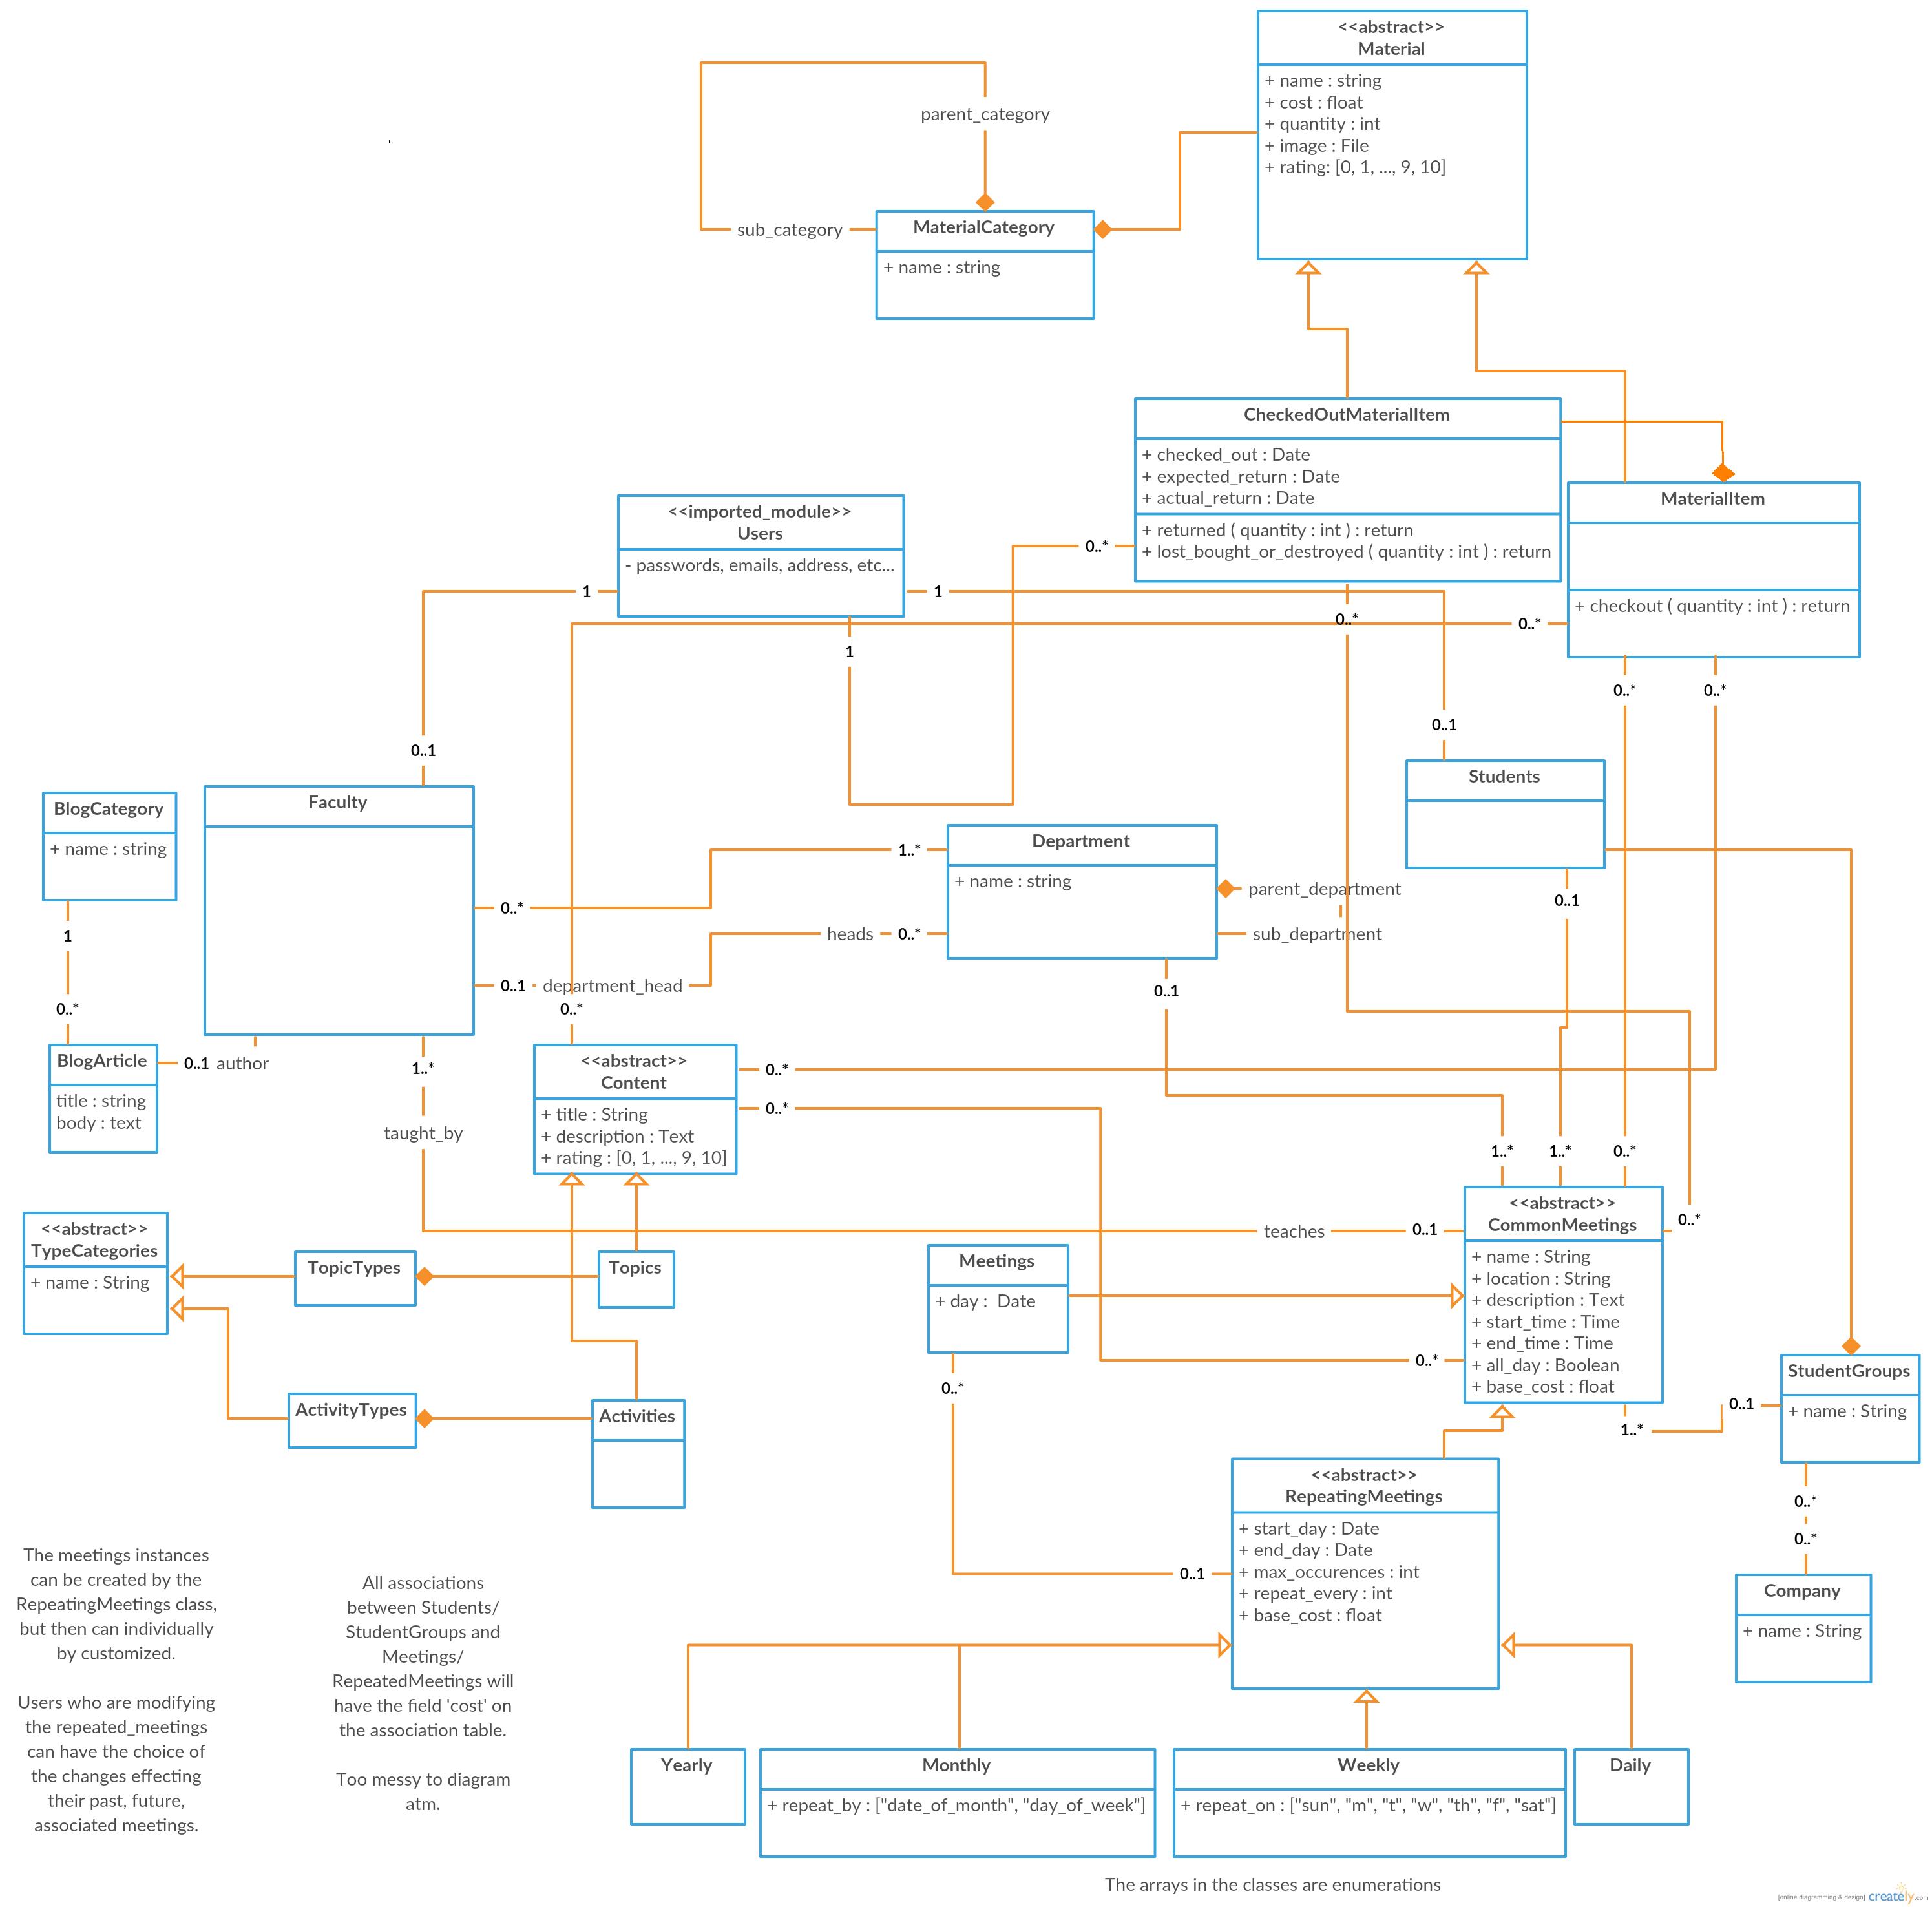 <<abstract>>
Material
+ name : string
+ cost : float
+ quantity : int
+ image : File
+ rating: [0, 1, ..., 9, 10]
parent_category
sub_category
MaterialCategory
+ name : string
CheckedOutMaterialItem
+ checked_out : Date
+ expected_return : Date
+ actual_return : Date
+ returned ( quantity : int ) : return
+ lost_bought_or_destroyed ( quantity : int ) : return
MaterialItem
+ checkout ( quantity : int ) : return
<<imported_module>>
Users
- passwords, emails, address, etc...
0..*
1
1
0..*
0..*
1
0..*
0..*
0..1
0..1
Students
BlogCategory
+ name : string
Faculty
Department
+ name : string
1..*
parent_department
0..1
0..*
1
heads
0..*
sub_department
0..1
department_head
0..1
0..*
0..*
BlogArticle
title : string
body : text
0..1
author
1..*
<<abstract>>
Content
+ title : String
+ description : Text
+ rating : [0, 1, ..., 9, 10]
0..*
0..*
taught_by
1..*
1..*
0..*
<<abstract>>
CommonMeetings
+ name : String
+ location : String
+ description : Text
+ start_time : Time
+ end_time : Time
+ all_day : Boolean
+ base_cost : float
0..*
teaches
0..1
<<abstract>>
TypeCategories
+ name : String
TopicTypes
Topics
Meetings
+ day :  Date
0..*
0..*
StudentGroups
+ name : String
ActivityTypes
Activities
0..1
1..*
<<abstract>>
RepeatingMeetings
+ start_day : Date
+ end_day : Date
+ max_occurences : int
+ repeat_every : int
+ base_cost : float
0..1
0..*
0..*
Company
+ name : String
The meetings instances
can be created by the
RepeatingMeetings class,
but then can individually
by customized.
Users who are modifying
the repeated_meetings
can have the choice of
the changes effecting
their past, future,
associated meetings.
All associations
between Students/
StudentGroups and
Meetings/
RepeatedMeetings will
have the field 'cost' on
the association table.
Too messy to diagram
atm.
Yearly
Monthly
+ repeat_by : ["date_of_month", "day_of_week"]
Weekly
+ repeat_on : ["sun", "m", "t", "w", "th", "f", "sat"]
Daily
The arrays in the classes are enumerations
[online diagramming & design] creately.com